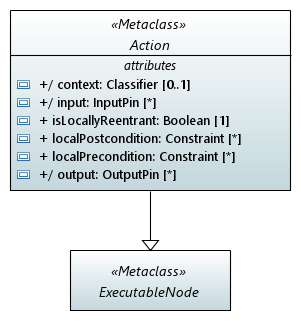 «Metaclass»
Action
attributes
+/ context: Classifier [0..1]
+/ input: InputPin [*]
+ isLocallyReentrant: Boolean [1]
+ localPostcondition: Constraint [*]
+ localPrecondition: Constraint [*]
+/ output: OutputPin [*]
«Metaclass»
ExecutableNode